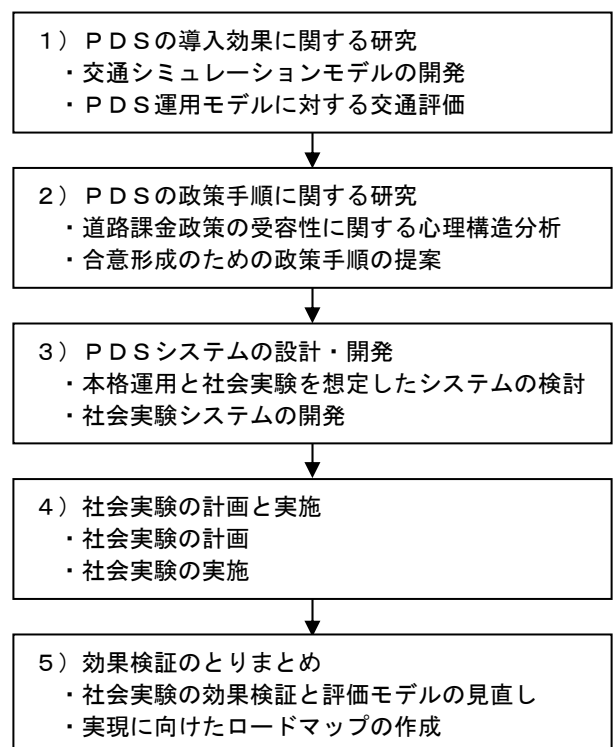 １）ＰＤＳの導入効果に関する研究
・交通シミュレーションモデルの開発
・ＰＤＳ運用モデルに対する交通評価
２）ＰＤＳの政策手順に関する研究
・道路課金政策の受容性に関する心理構造分析
・合意形成のための政策手順の提案
３）ＰＤＳシステムの設計・開発
・本格運用と社会実験を想定したシステムの検討
・社会実験システムの開発
４）社会実験の計画と実施
・社会実験の計画
・社会実験の実施
５）効果検証のとりまとめ
・社会実験の効果検証と評価モデルの見直し
・実現に向けたロードマップの作成